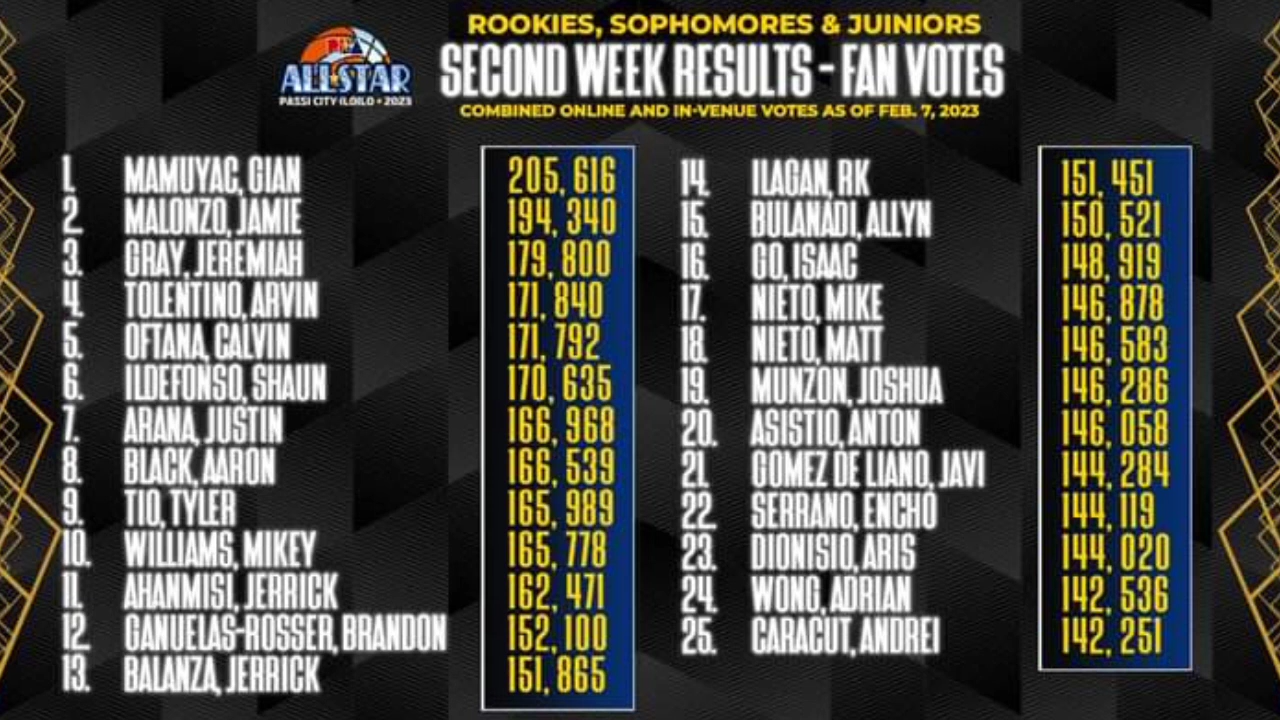 ROOKIES, SOPHOMORES & JUINIORS
SECOND WEEK RESULTS - FAN VOTES
COMBINED ONLINE AND IN-VENUE VOTES AS OF FEB. 7, 2023
PBA
ALL★STAR
PASSI CITY ILOILO • 2023
1. MAMUYAC, GIAN 205, 616
2. MALONZO, JAMIE 194, 340
3. GRAY, JEREMIAH 179, 800
4. TOLENTINO, ARVIN 171, 840
5. OFTANA, CALVIN 171, 792
6. ILDEFONSO, SHAUN 170, 635
7. ARANA, JUSTIN 166, 968
8. BLACK, AARON 166, 539
9. TIO, TYLER 165, 989
10. WILLIAMS, MIKEY 165, 778
11. AHANMISI, JERRICK 162, 471
12. GANUELAS-ROSSER, BRANDON 152, 100
13. BALANZA, JERRICK 151, 865
14. ILAGAN, RK 151, 451
15. BULANADI, ALLYN 150, 521
16. GO, ISAAC 148, 919
17. NIETO, MIKE 146, 878
18. NIETO, MATT 146, 583
19. MUNZON, JOSHUA 146, 286
20. ASISTIO, ANTON 146, 058
21. GOMEZ DE LIANO, JAVI 144, 284
22. SERRANO, ENCHO 144, 119
23. DIONISIO, ARIS 144, 020
24. WONG, ADRIAN 142, 536
25. CARACUT, ANDREI 142, 251